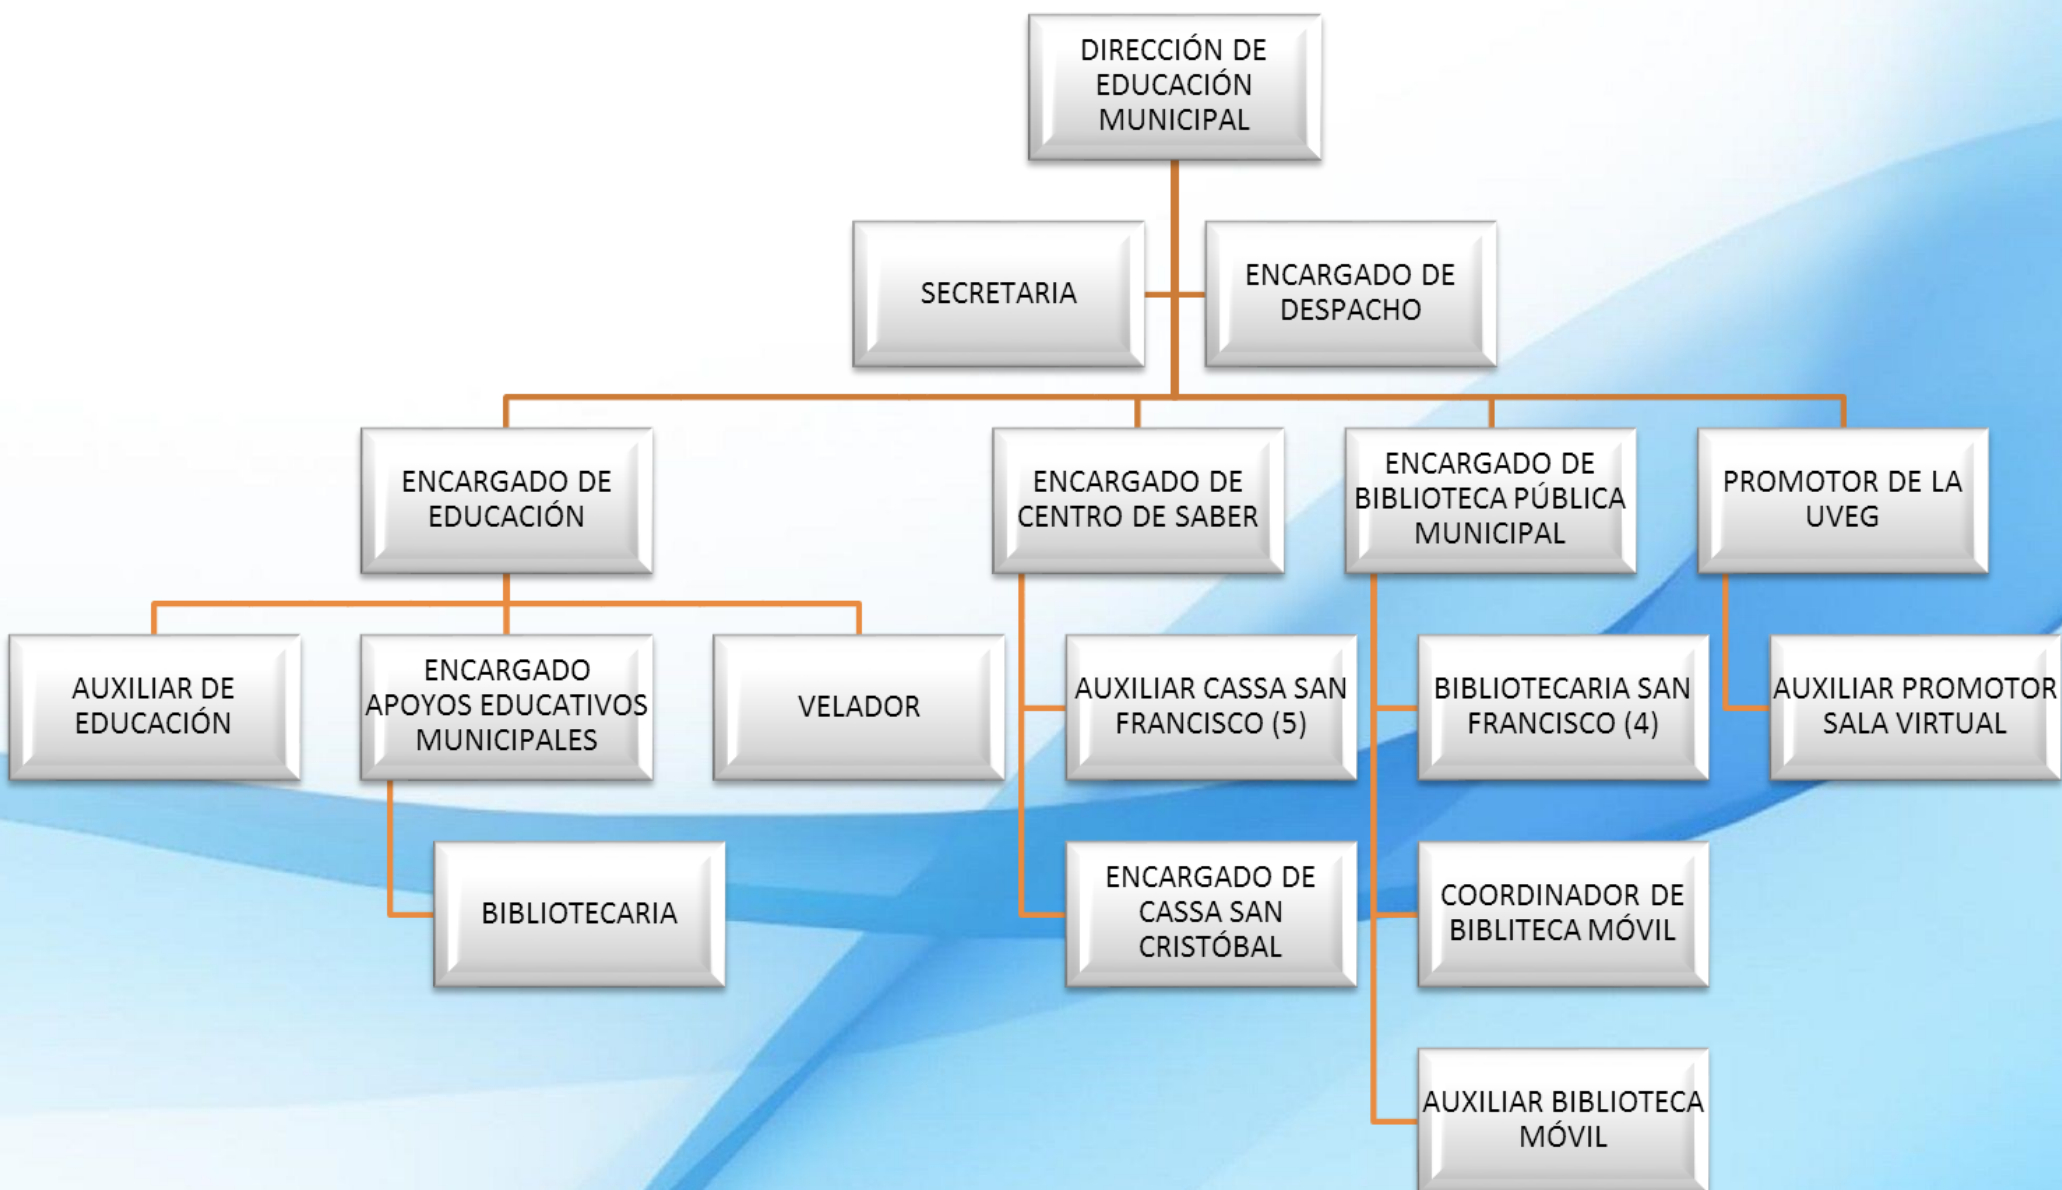 DIRECCIÓN DE
EDUCACIÓN
MUNICIPAL
SECRETARIA
ENCARGADO DE
DESPACHO
ENCARGADO DE
EDUCACIÓN
ENCARGADO DE
CENTRO DE SABER
ENCARGADO DE
BIBLIOTECA PÚBLICA
MUNICIPAL
PROMOTOR DE LA
UVEG
AUXILIAR DE
EDUCACIÓN
ENCARGADO
APOYOS EDUCATIVOS
MUNICIPALES
VELADOR
AUXILIAR CASSA SAN
FRANCISCO (5)
BIBLIOTECARIA SAN
FRANCISCO (4)
AUXILIAR PROMOTOR
SALA VIRTUAL
BIBLIOTECARIA
ENCARGADO DE
CASSA SAN
CRISTÓBAL
COORDINADOR DE
BIBLITECA MÓVIL
AUXILIAR BIBLIOTECA
MÓVIL